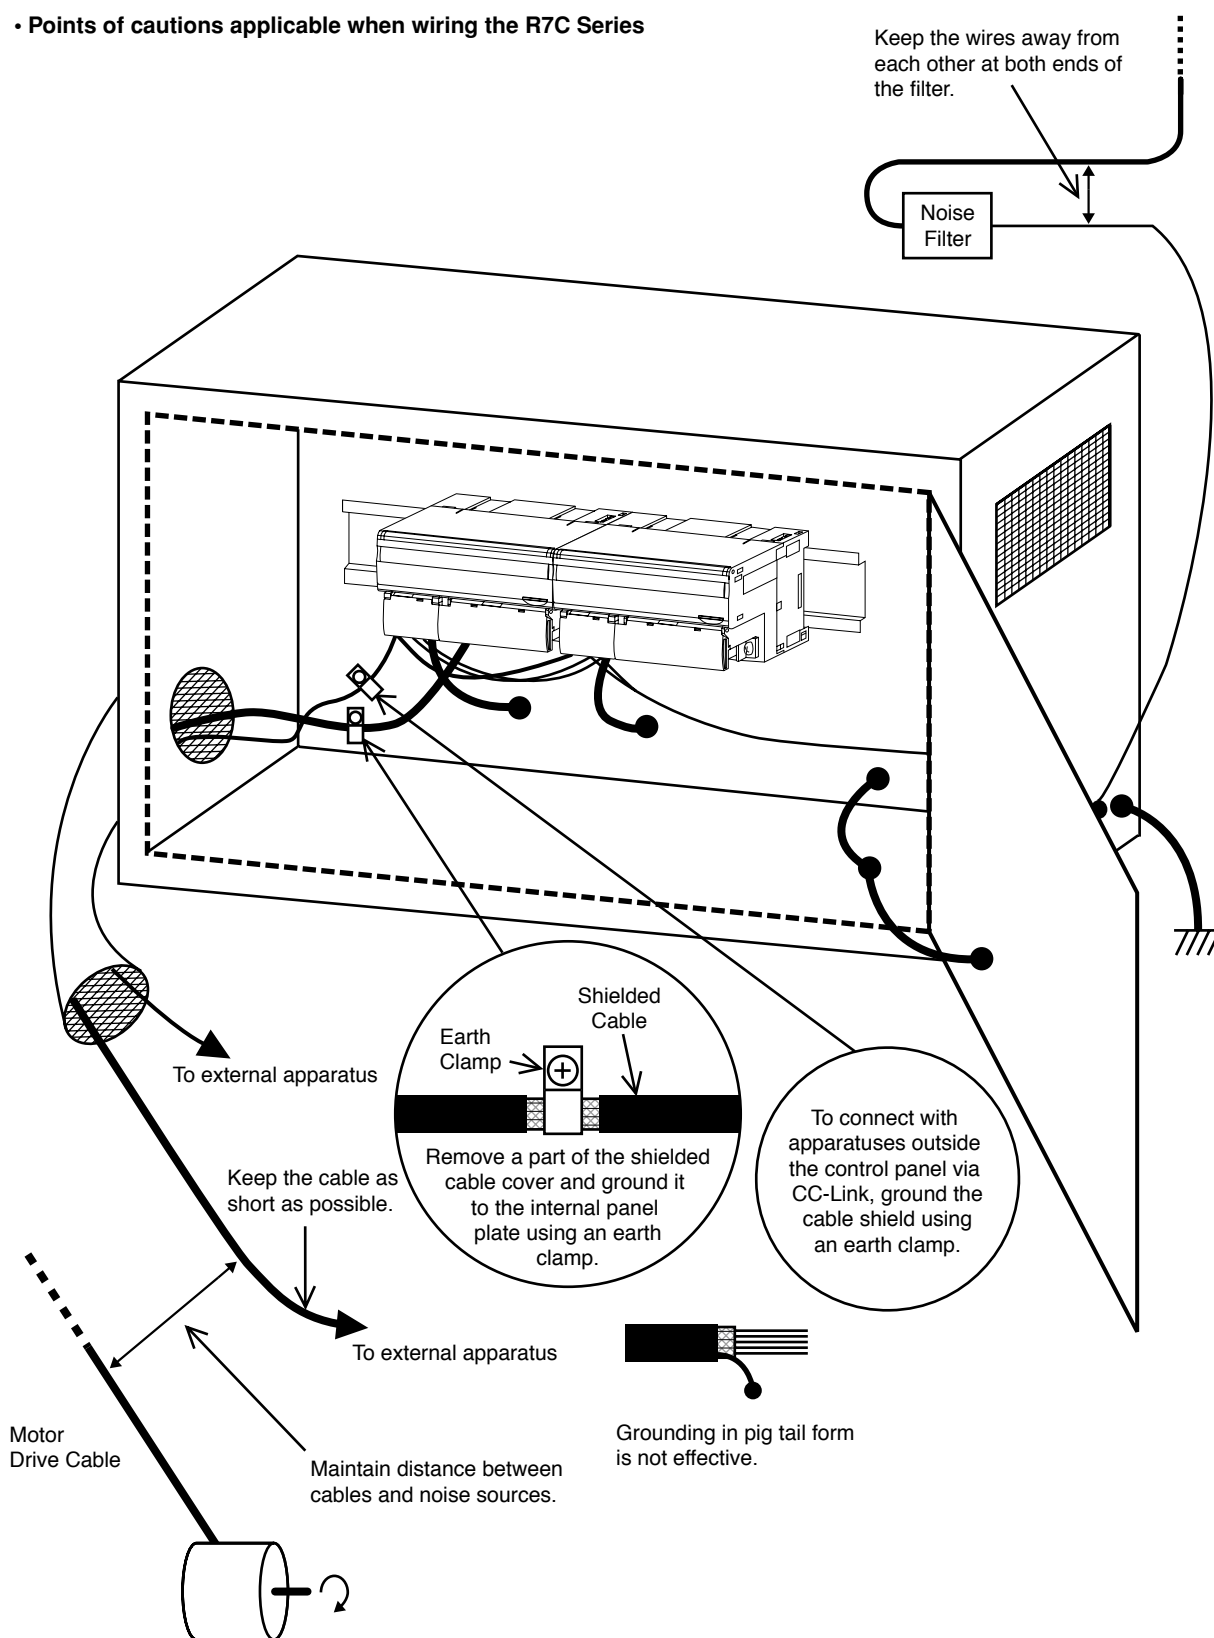 • Points of cautions applicable when wiring the R7C Series
Keep the wires away from
each other at both ends of
the filter.
Noise
Filter
Shielded
Cable
Earth
Clamp
To external apparatus
Remove a part of the shielded
cable cover and ground it
to the internal panel
plate using an earth
clamp.
To connect with
apparatuses outside
the control panel via
CC-Link, ground the
cable shield using
an earth clamp.
Keep the cable as
short as possible.
To external apparatus
Motor
Drive Cable
Maintain distance between
cables and noise sources.
Grounding in pig tail form
is not effective.